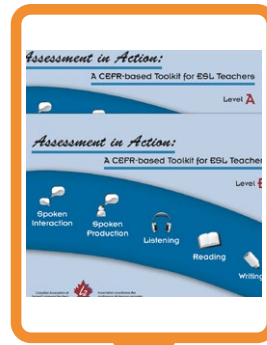 Assessment in Action:
A CEFR-based Toolkit for ESL Teachers
Level A
Assessment in Action:
A CEFR-based Toolkit for ESL Teacher
Level
Spoken
Interaction
Spoken
Production
Listening
Reading
Writing